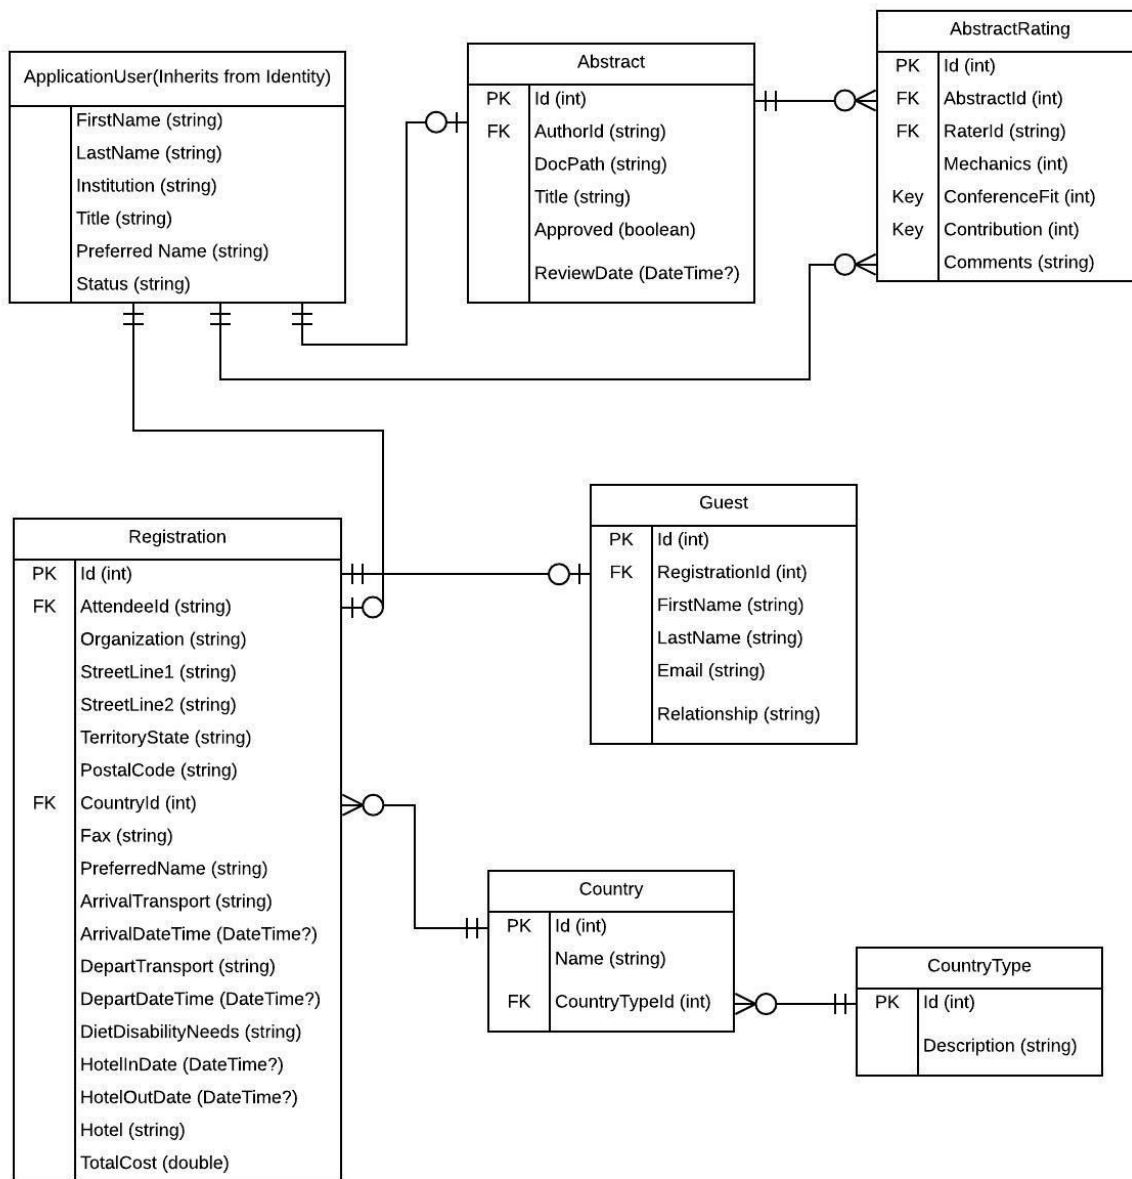 ApplicationUser(Inherits from Identity)
FirstName (string)
LastName (string)
Institution (string)
Title (string)
Preferred Name (string)
Status (string)
Abstract
PK Id (int)
FK AuthorId (string)
DocPath (string)
Title (string)
Approved (boolean)
ReviewDate (DateTime?)
AbstractRating
PK Id (int)
FK AbstractId (int)
FK RaterId (string)
Mechanics (int)
Key ConferenceFit (int)
Key Contribution (int)
Comments (string)
Registration
PK Id (int)
FK AttendeeId (string)
Organization (string)
StreetLine1 (string)
StreetLine2 (string)
TerritoryState (string)
PostalCode (string)
FK CountryId (int)
Fax (string)
PreferredName (string)
ArrivalTransport (string)
ArrivalDateTime (DateTime?)
DepartTransport (string)
DepartDateTime (DateTime?)
DietDisabilityNeeds (string)
HotelInDate (DateTime?)
HotelOutDate (DateTime?)
Hotel (string)
TotalCost (double)
Guest
PK Id (int)
FK RegistrationId (int)
FirstName (string)
LastName (string)
Email (string)
Relationship (string)
Country
PK Id (int)
Name (string)
FK CountryTypeId (int)
CountryType
PK Id (int)
Description (string)